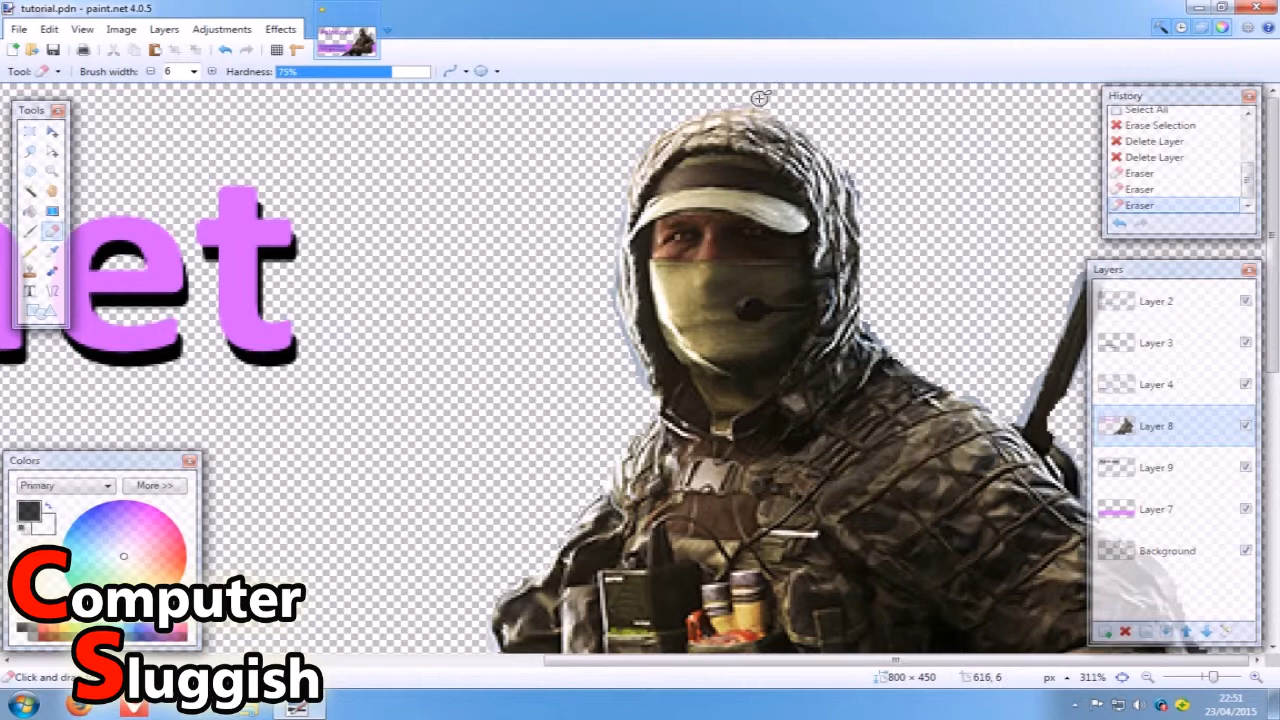 tutorial.pdn - paint.net 4.0.5
File Edit View Image Layers Adjustments Effects
Tool: Brush width: 6 Hardness: 75%
Tools
net
History
Select All
Erase Selection
Delete Layer
Delete Layer
Eraser
Eraser
Eraser
Layers
Layer 2
Layer 3
Layer 4
Layer 8
Layer 9
Layer 7
Background
Colors
Primary
More >>
Computer
Sluggish
Click and
800 × 450
616, 6
px
311%
22:51
23/04/2015